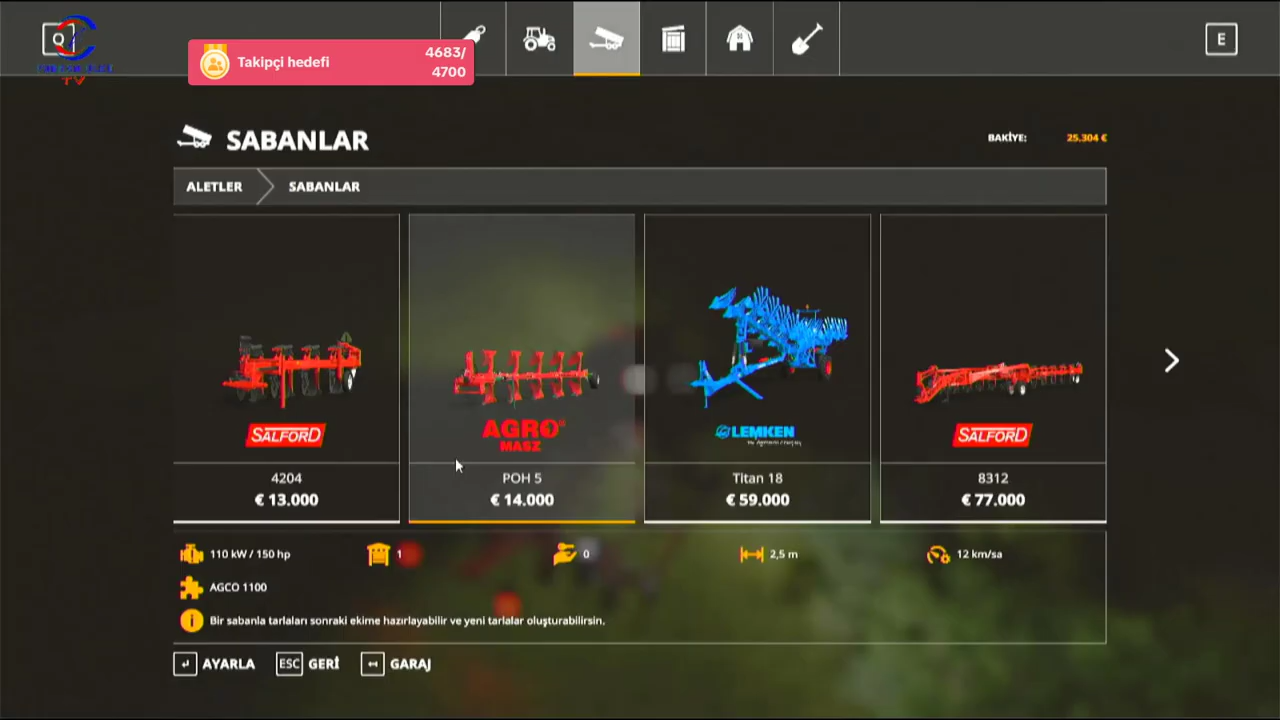 Q
TV
Takipçi hedefi
4683/
4700
E
SABANLAR
BAKİYE: 25.304 €
ALETLER SABANLAR
SALFORD
AGRO
MASZ
LEMKEN
SALFORD
4204
€ 13.000
POH 5
€ 14.000
Titan 18
€ 59.000
8312
€ 77.000
110 kW / 150 hp 1 0 2,5 m 12 km/sa
AGCO 1100
Bir sabanla tarlaları sonraki ekime hazırlayabilir ve yeni tarlalar oluşturabilirsin.
AYARLA ESC GERİ GARAJ